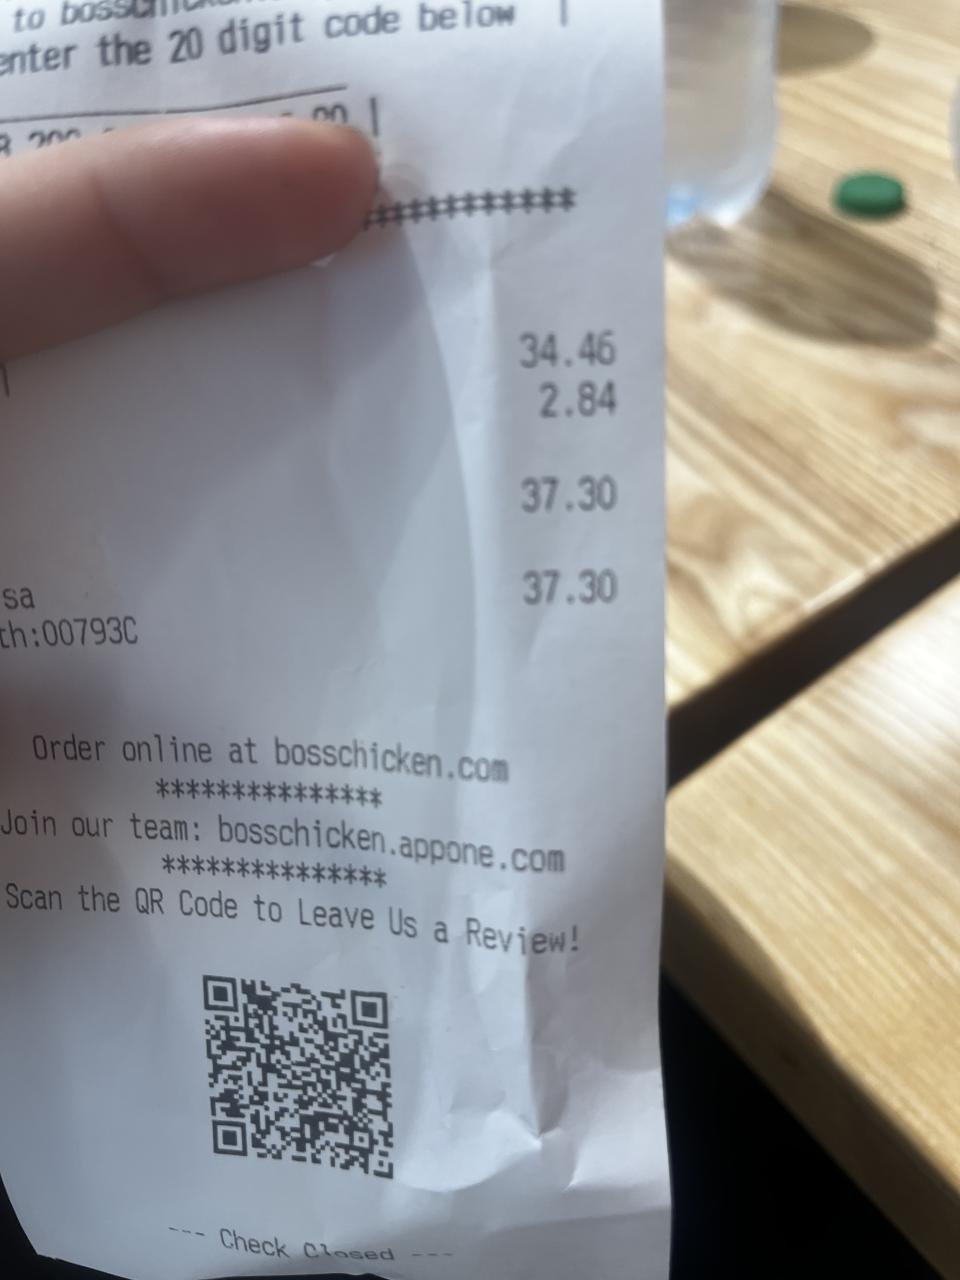 to
enter the 20 digit code below |
***********
34.46
2.84
37.30
37.30
sa
th:00793C
Order online at bosschicken.com
***************
Join our team: bosschicken.appone.com
***************
Scan the QR Code to Leave Us a Review!
--- Check Closed ---